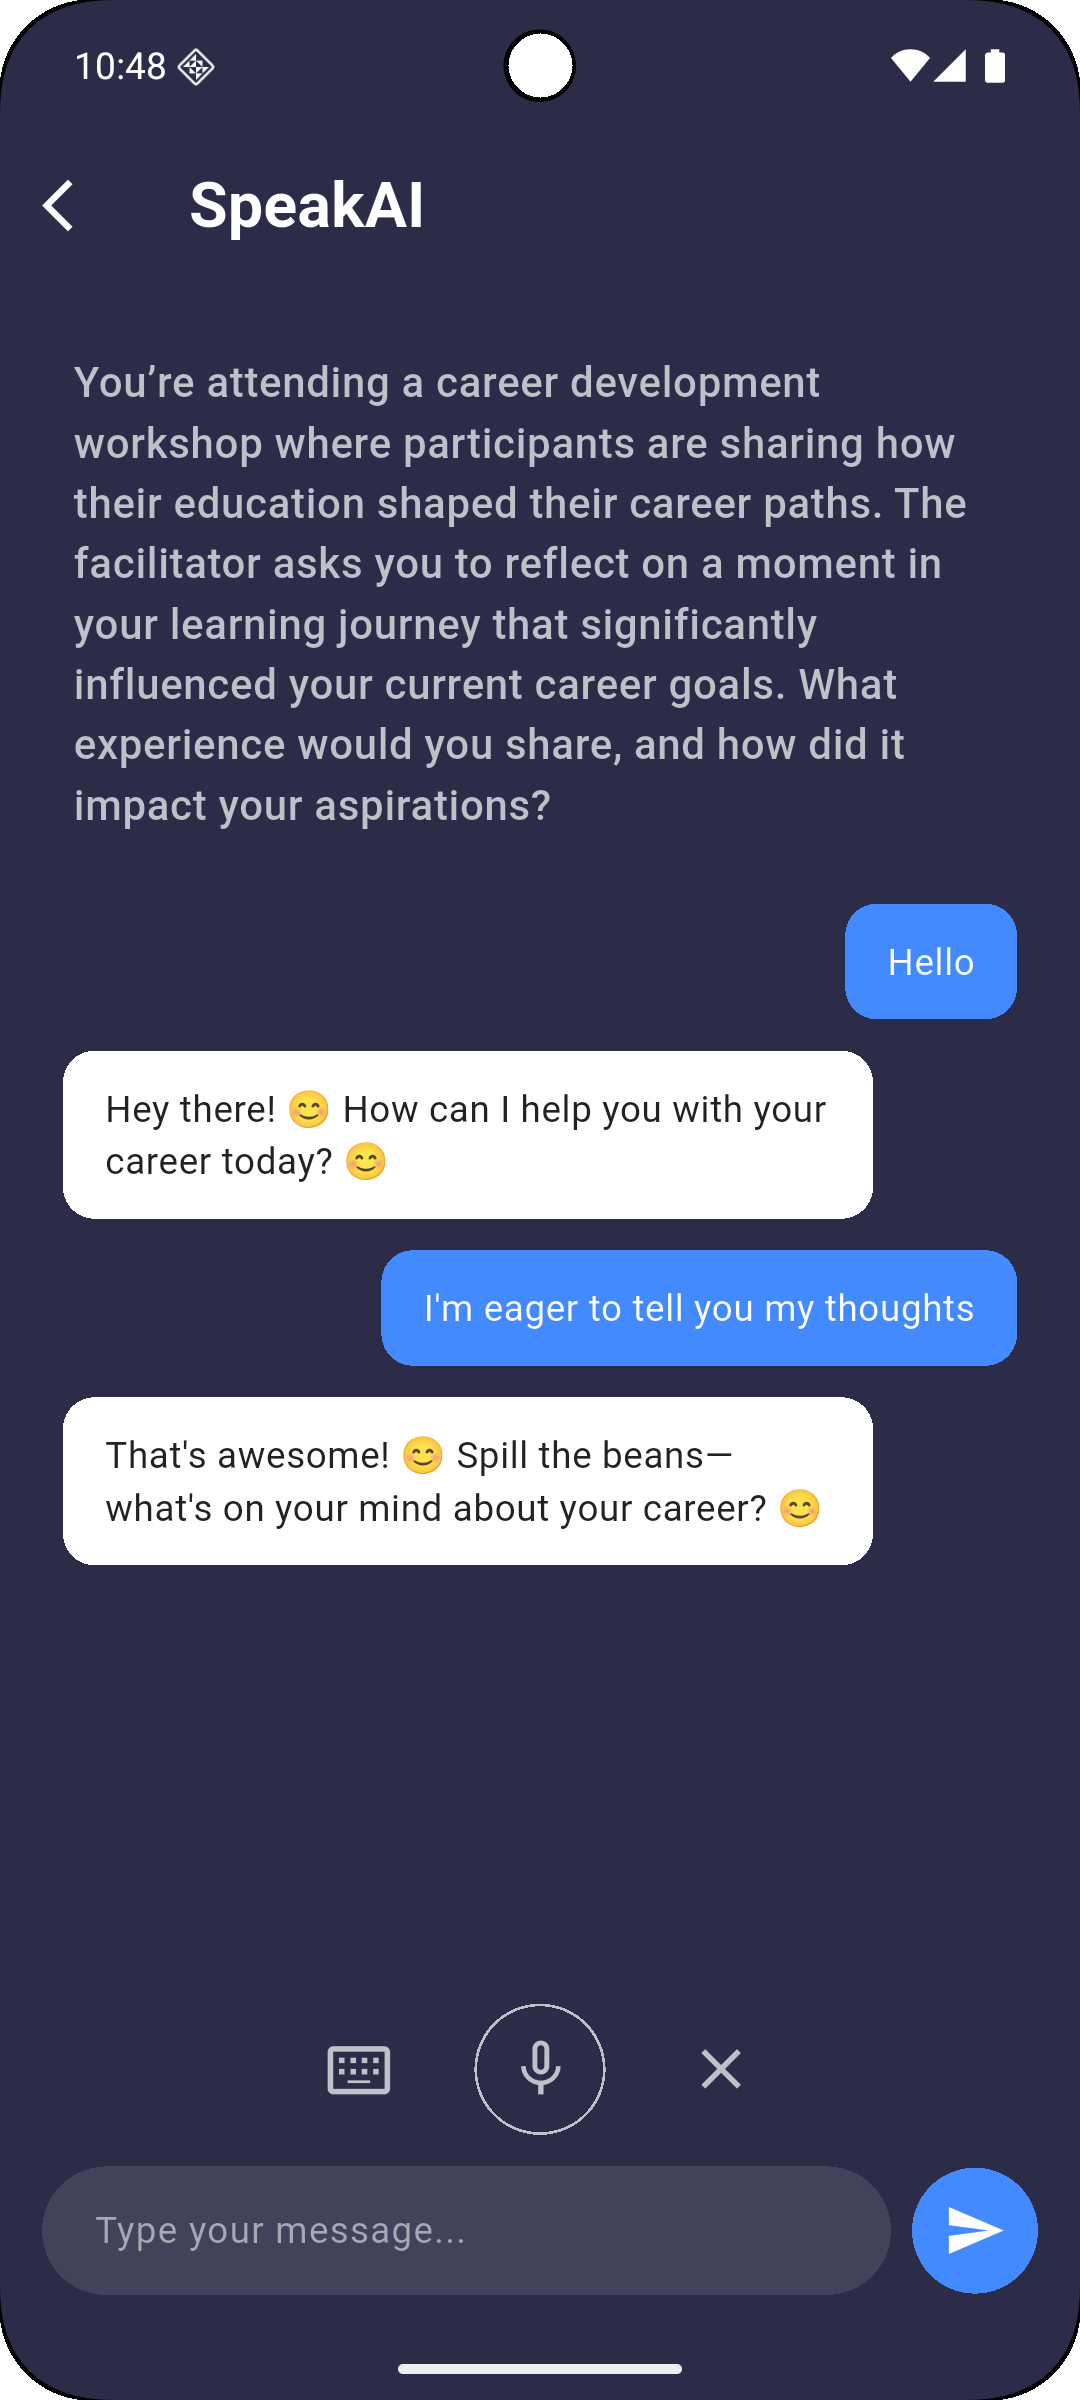 10:48
SpeakAI
You’re attending a career development
workshop where participants are sharing how
their education shaped their career paths. The
facilitator asks you to reflect on a moment in
your learning journey that significantly
influenced your current career goals. What
experience would you share, and how did it
impact your aspirations?
Hello
Hey there! 😊 How can I help you with your
career today? 😊
I'm eager to tell you my thoughts
That's awesome! 😊 Spill the beans—
what's on your mind about your career? 😊
Type your message...